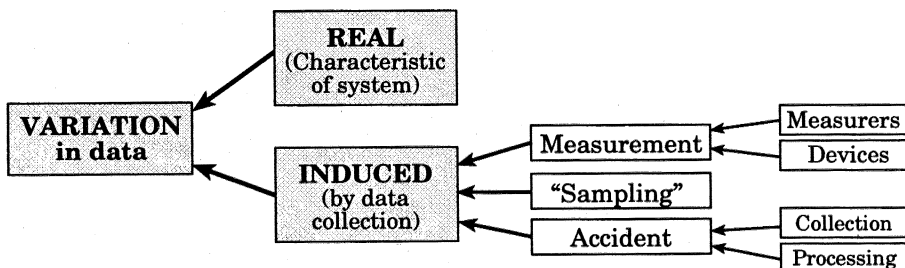 REAL
(Characteristic
of system)
VARIATION
in data
INDUCED
(by data
collection)
Measurement
“Sampling”
Accident
Measurers
Devices
Collection
Processing